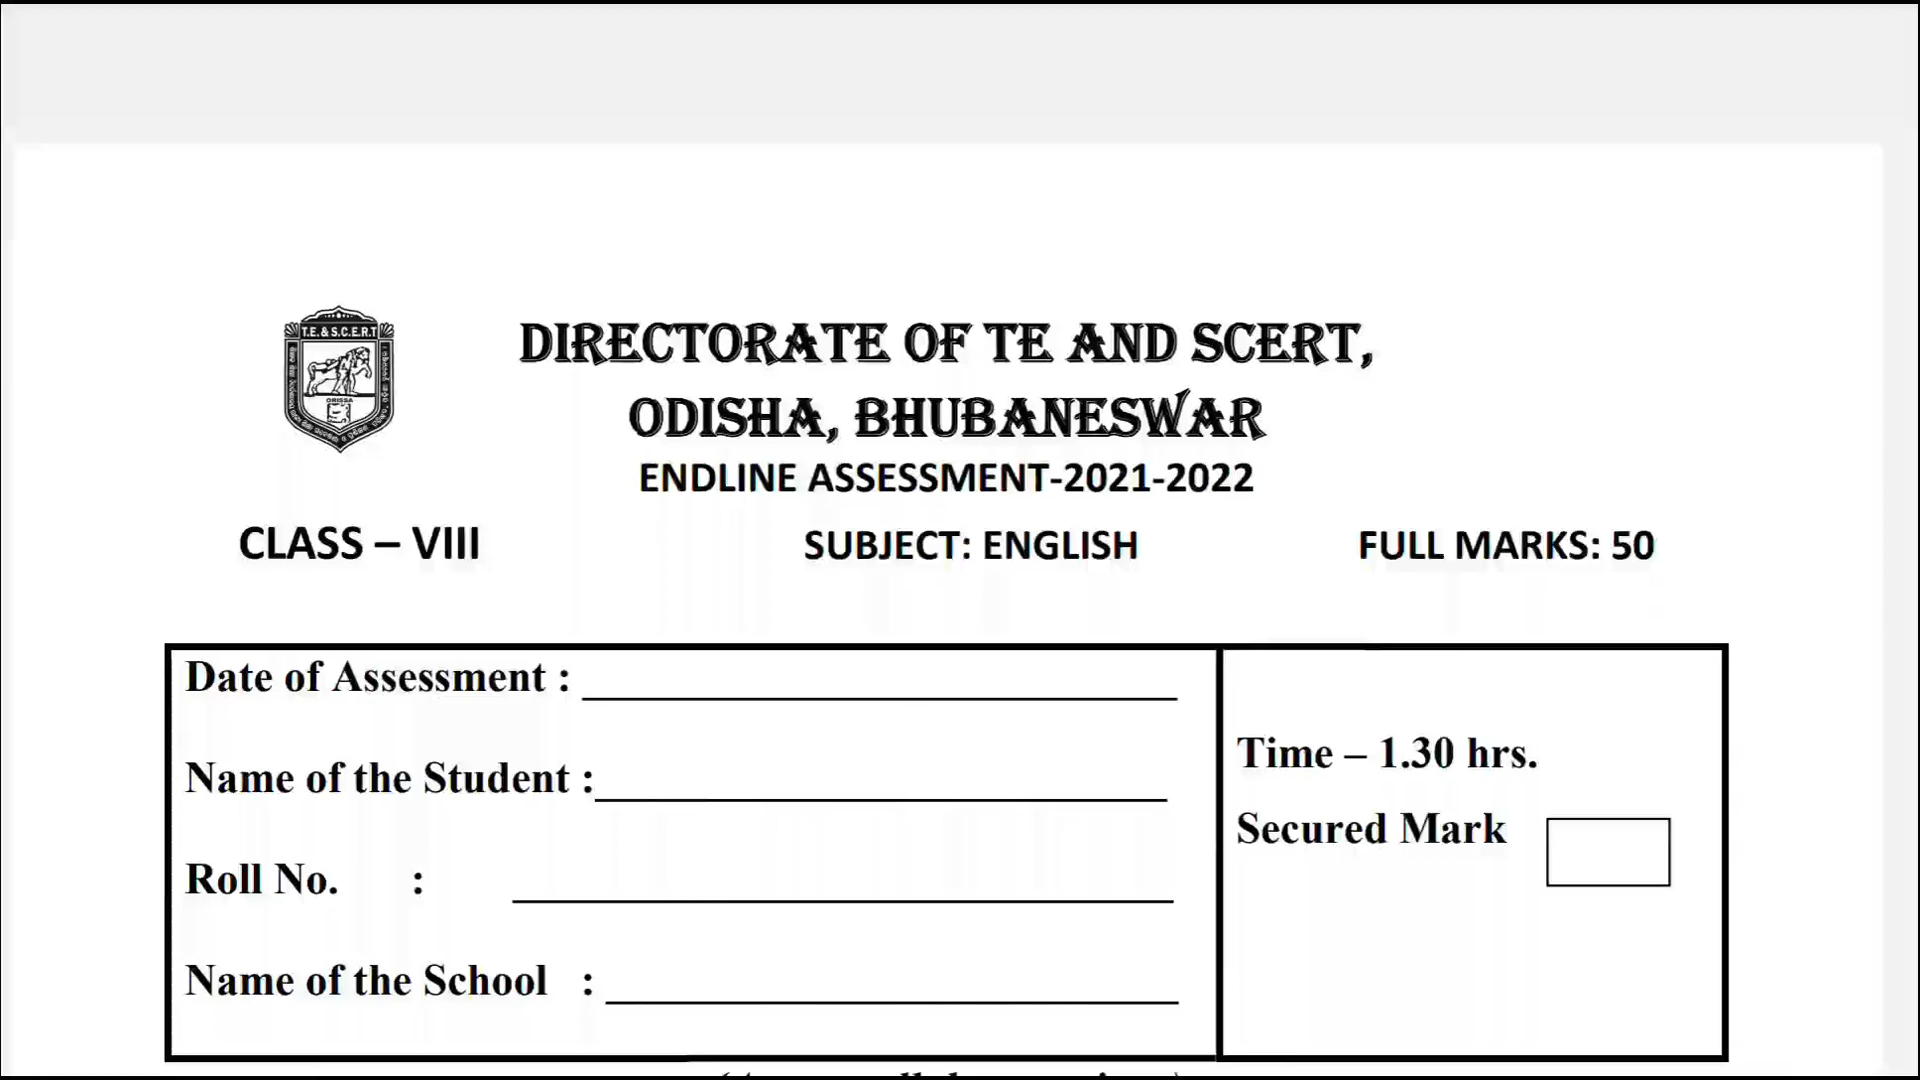 T.E. & S.C.E.R.T
ORISSA
DIRECTORATE OF TE AND SCERT,
ODISHA, BHUBANESWAR
ENDLINE ASSESSMENT-2021-2022
CLASS – VIII SUBJECT: ENGLISH FULL MARKS: 50
Date of Assessment :
Name of the Student :
Roll No. :
Name of the School :
Time – 1.30 hrs.
Secured Mark